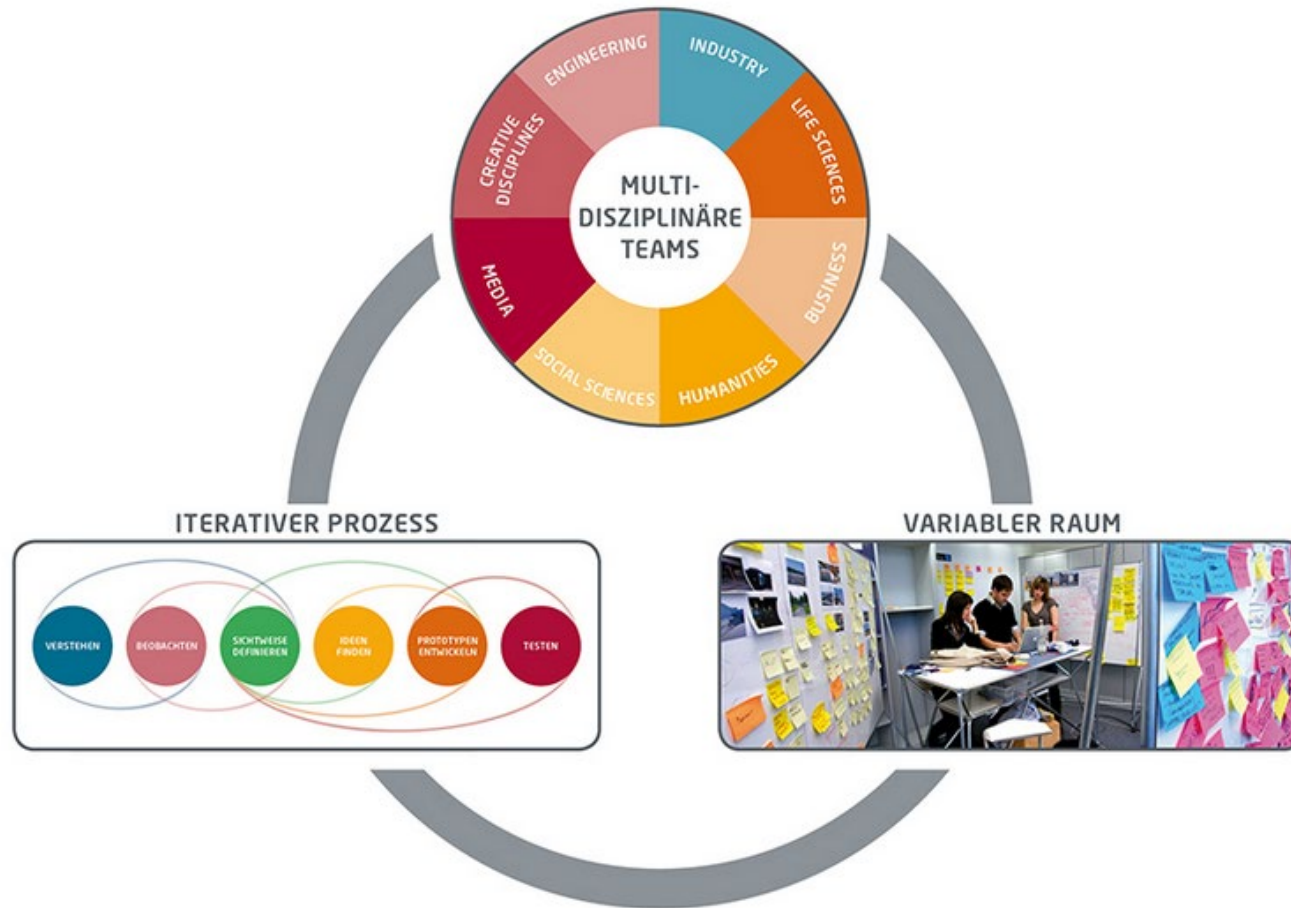 ENGINEERING
INDUSTRY
LIFE SCIENCES
BUSINESS
HUMANITIES
SOCIAL SCIENCES
MEDIA
CREATIVE
DISCIPLINES
MULTI-
DISZIPLINÄRE
TEAMS
ITERATIVER PROZESS
VERSTEHEN
BEOBACHTEN
SICHTWEISE
DEFINIEREN
IDEEN
FINDEN
PROTOTYPEN
ENTWICKELN
TESTEN
VARIABLER RAUM